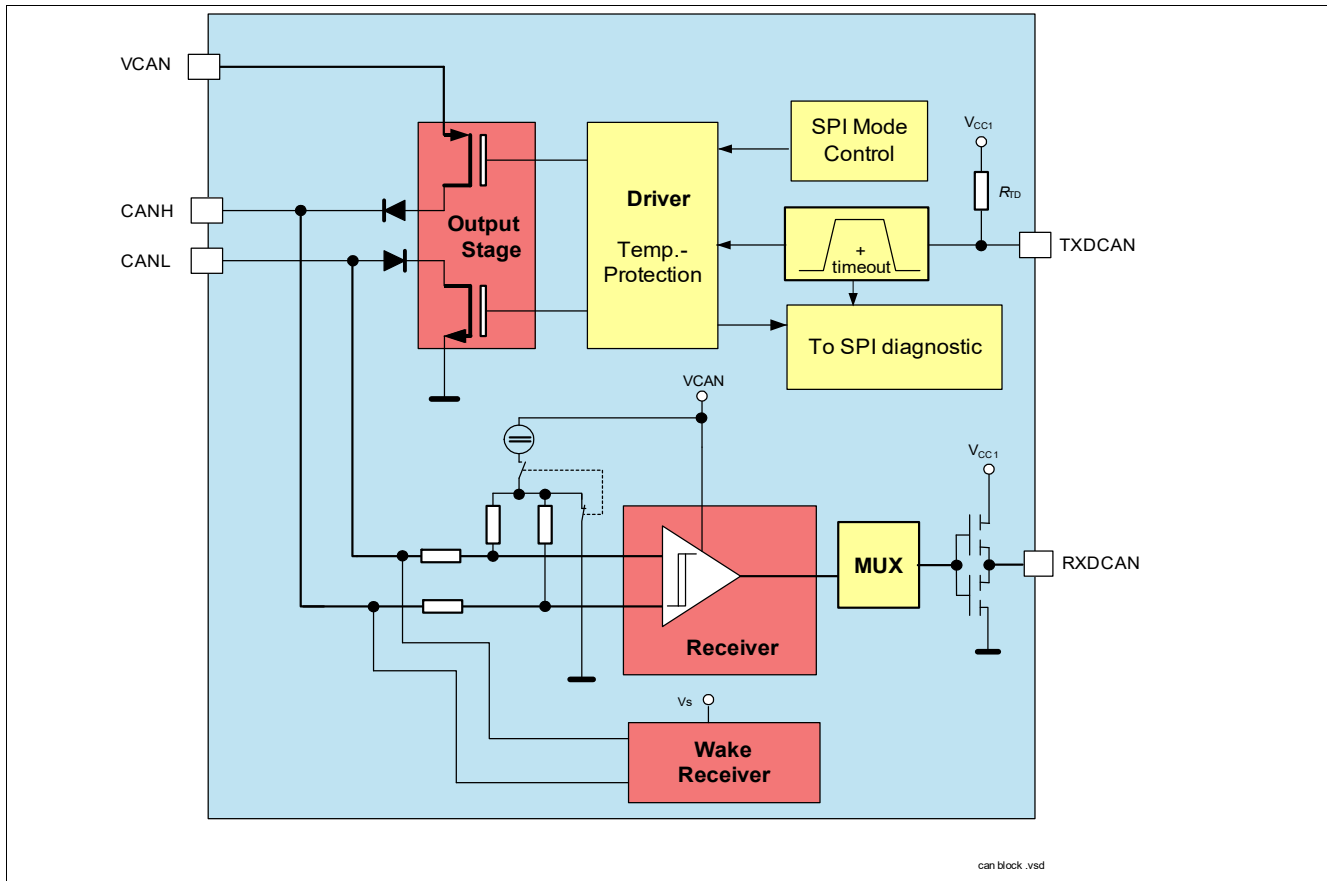 VCAN
SPI Mode
Control
VCC1
RTD
Driver
CANH
Output
Stage
CANL
Temp.-
Protection
+
timeout
TXDCAN
To SPI diagnostic
VCAN
VCC1
MUX
RXDCAN
Receiver
Vs
Wake
Receiver
can block .vsd